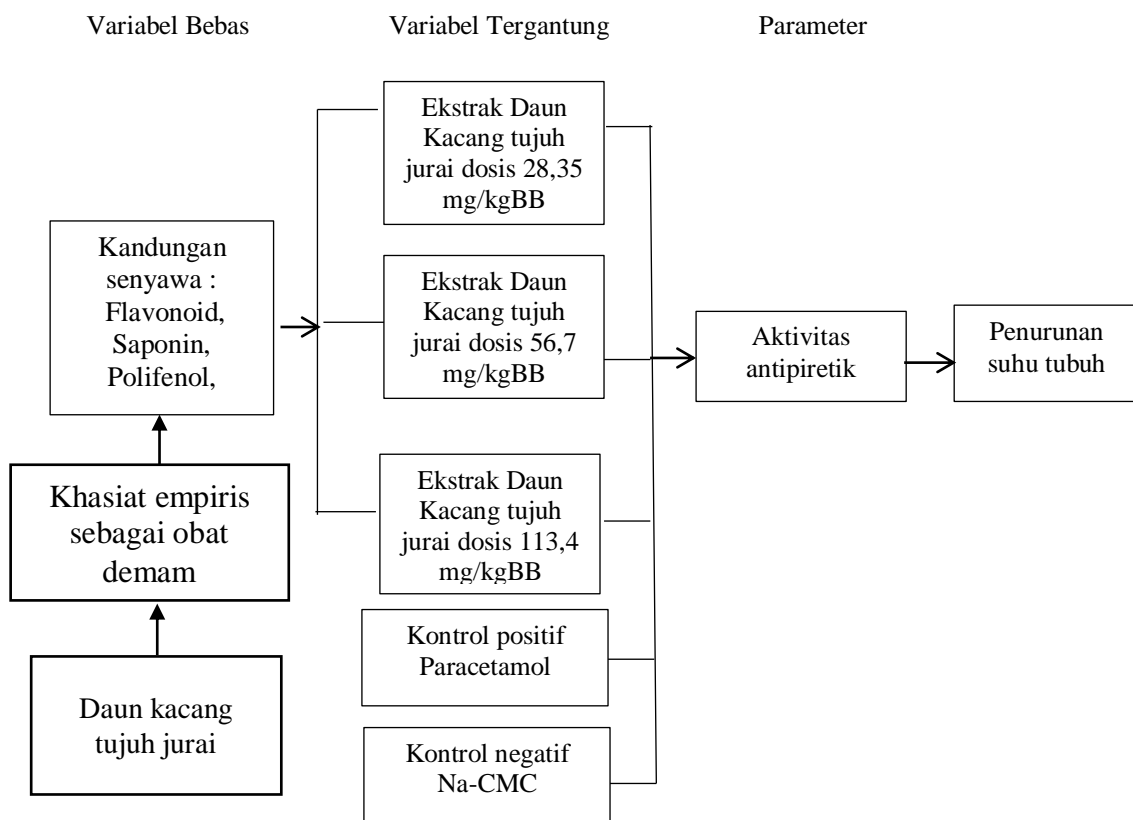 Variabel Bebas
Variabel Tergantung
Parameter
Ekstrak Daun
Kacang tujuh
jurai dosis 28,35
mg/kgBB
Kandungan
senyawa :
Flavonoid,
Saponin,
Polifenol,
Ekstrak Daun
Kacang tujuh
jurai dosis 56,7
mg/kgBB
Aktivitas
antipiretik
Penurunan
suhu tubuh
Khasiat empiris
sebagai obat
demam
Ekstrak Daun
Kacang tujuh
jurai dosis 113,4
mg/kgBB
Kontrol positif
Paracetamol
Daun kacang
tujuh jurai
Kontrol negatif
Na-CMC